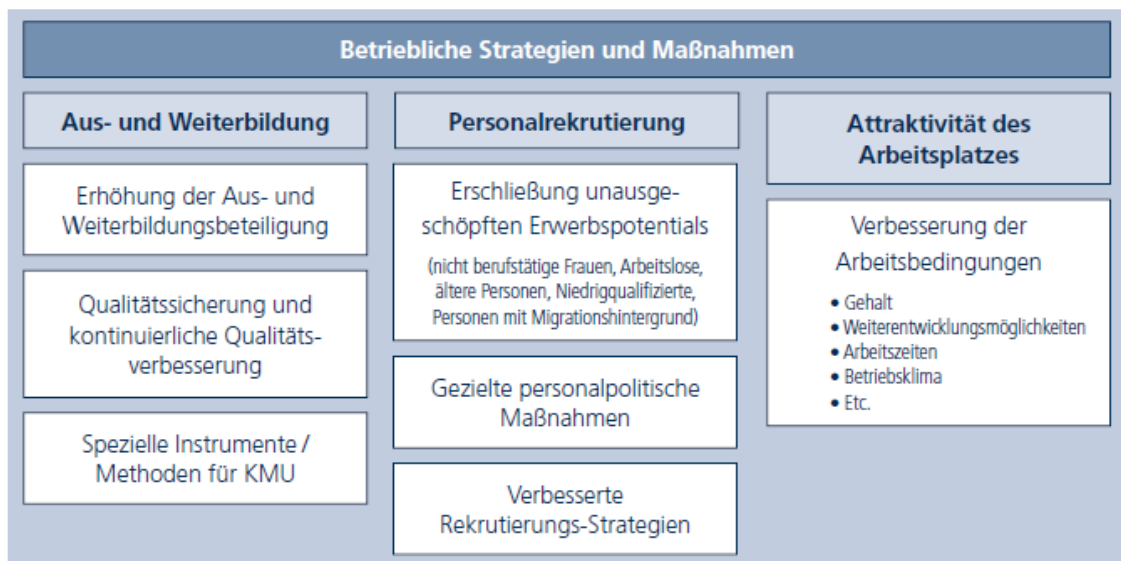 Betriebliche Strategien und Maßnahmen
Aus- und Weiterbildung
Erhöhung der Aus- und
Weiterbildungsbeteiligung
Qualitätssicherung und
kontinuierliche Qualitäts-
verbesserung
Spezielle Instrumente /
Methoden für KMU
Personalrekrutierung
Erschließung unausge-
schöpften Erwerbspotentials
(nicht berufstätige Frauen, Arbeitslose,
ältere Personen, Niedrigqualifizierte,
Personen mit Migrationshintergrund)
Gezielte personalpolitische
Maßnahmen
Verbesserte
Rekrutierungs-Strategien
Attraktivität des
Arbeitsplatzes
Verbesserung der
Arbeitsbedingungen
• Gehalt
• Weiterentwicklungsmöglichkeiten
• Arbeitszeiten
• Betriebsklima
• Etc.